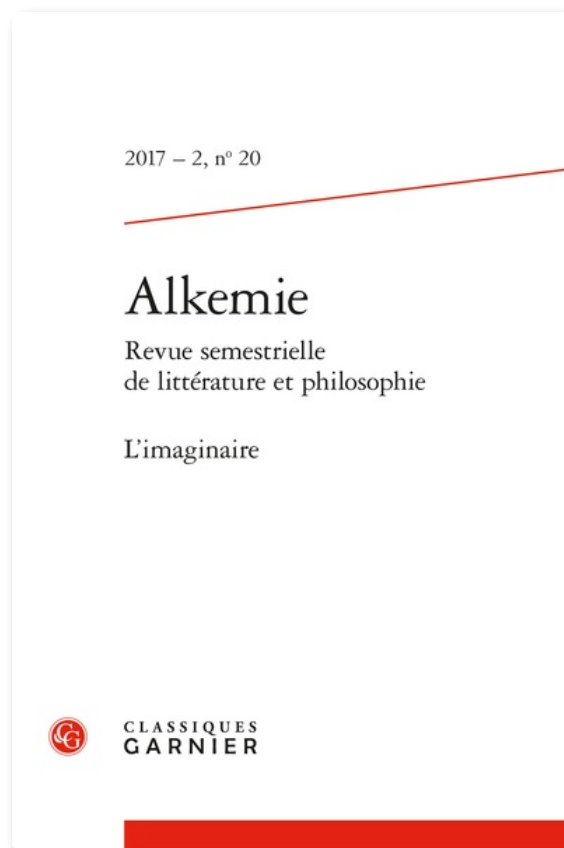 2017 – 2, nº 20
Alkemie
Revue semestrielle
de littérature et philosophie
L’imaginaire
CG
CLASSIQUES
GARNIER